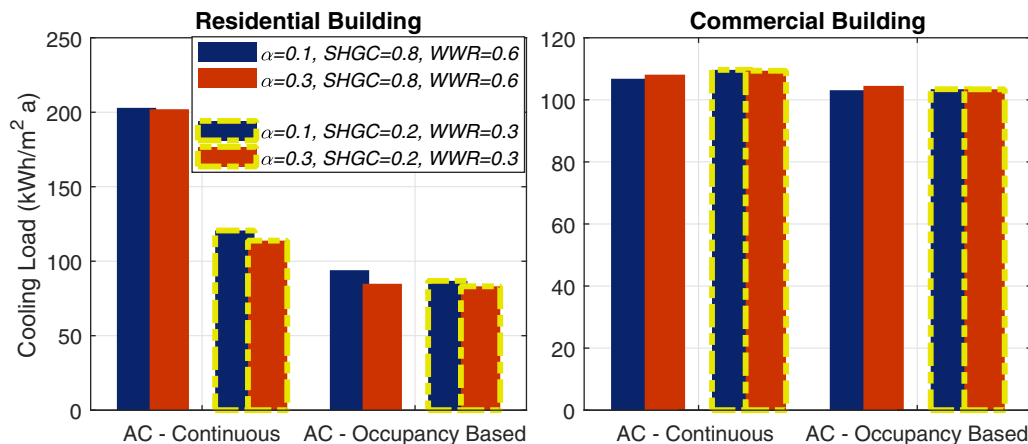 Residential Building
Commercial Building
Cooling Load (kWh/m² a)
250
200
150
100
50
0
α=0.1, SHGC=0.8, WWR=0.6
α=0.3, SHGC=0.8, WWR=0.6
α=0.1, SHGC=0.2, WWR=0.3
α=0.3, SHGC=0.2, WWR=0.3
AC - Continuous
AC - Occupancy Based
120
100
80
60
40
20
0
AC - Continuous
AC - Occupancy Based